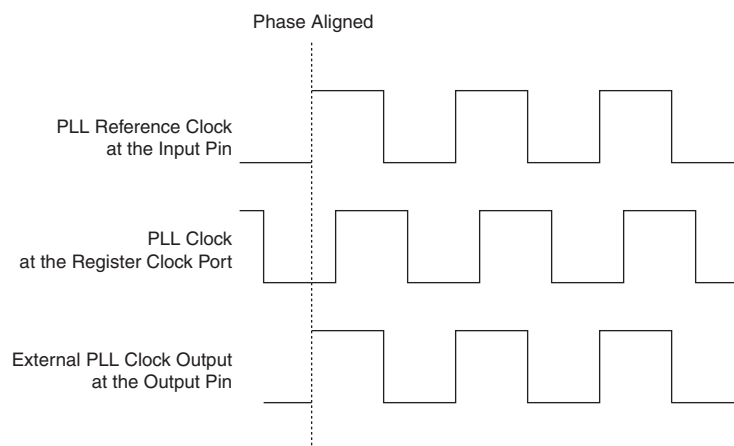 Phase Aligned
PLL Reference Clock
at the Input Pin
PLL Clock
at the Register Clock Port
External PLL Clock Output
at the Output Pin